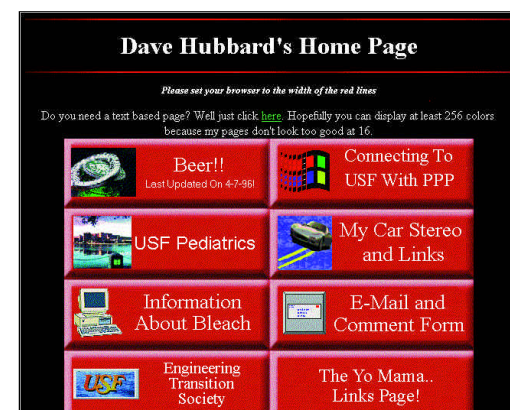 Dave Hubbard's Home Page
Please set your browser to the width of the red lines
Do you need a text based page? Well just click here. Hopefully you can display at least 256 colors
because my pages don't look too good at 16.
Beer!!
Last Updated On 4-7-96!
Connecting To
USF With PPP
USF Pediatrics
My Car Stereo
and Links
Information
About Bleach
E-Mail and
Comment Form
USF
Engineering
Transition
Society
The Yo Mama..
Links Page!